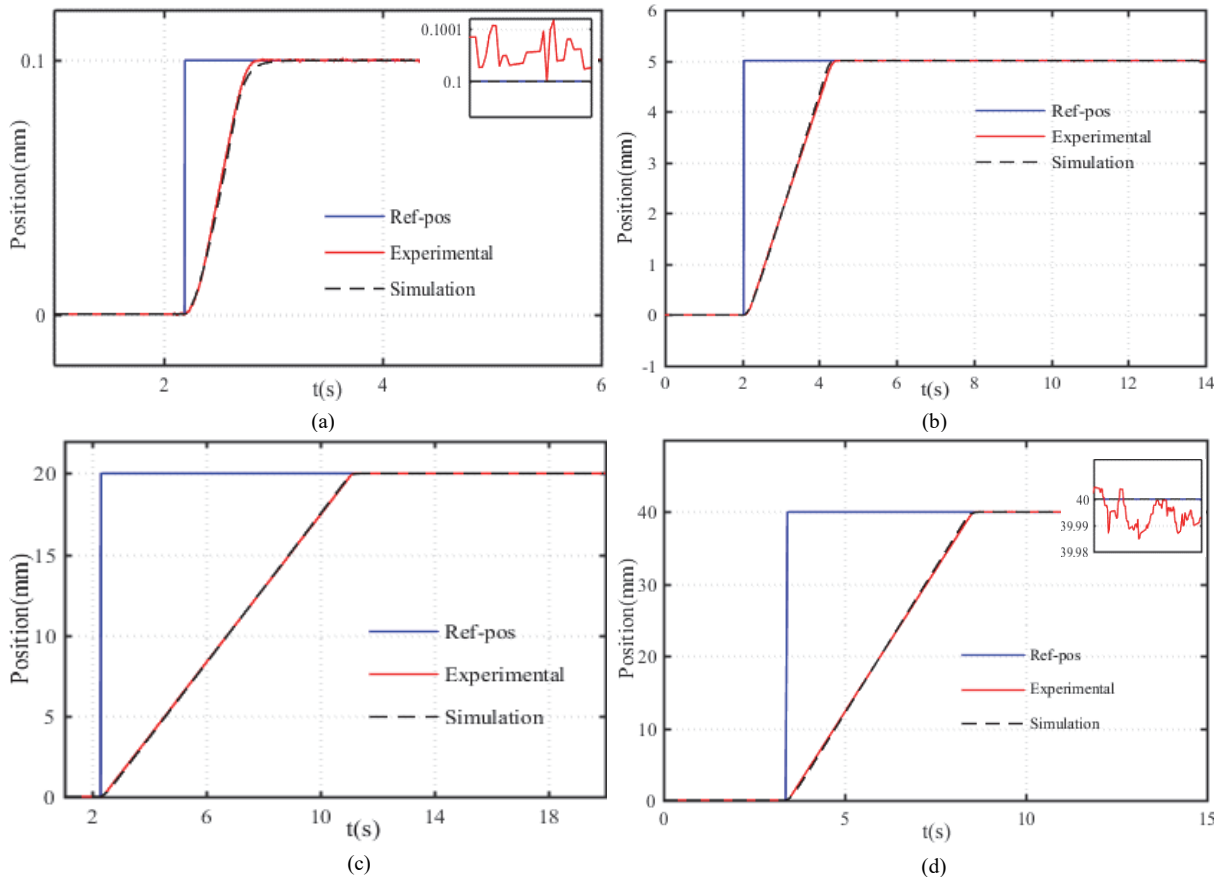 0.1001
0.1
0.1
0
Position(mm)
Ref-pos
Experimental
Simulation
2
4
6
t(s)
(a)
6
5
4
3
2
1
0
-1
Position(mm)
Ref-pos
Experimental
Simulation
0
2
4
6
8
10
12
14
t(s)
(b)
20
15
10
5
0
Position(mm)
Ref-pos
Experimental
Simulation
2
6
10
14
18
t(s)
(c)
40
30
20
10
0
Position(mm)
40
39.99
39.98
Ref-pos
Experimental
Simulation
0
5
10
15
t(s)
(d)